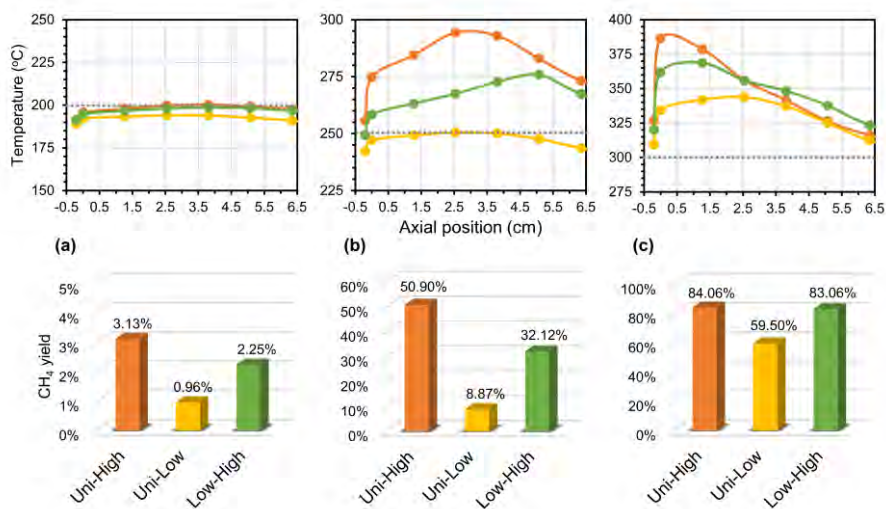 250
225
200
175
150
Temperature (°C)
-0.5 0.5 1.5 2.5 3.5 4.5 5.5 6.5
300
275
250
225
-0.5 0.5 1.5 2.5 3.5 4.5 5.5 6.5
400
375
350
325
300
275
-0.5 0.5 1.5 2.5 3.5 4.5 5.5 6.5
Axial position (cm)
(a)
(b)
(c)
5%
4%
3%
2%
1%
0%
CH₄ yield
3.13%
0.96%
2.25%
Uni-High
Uni-Low
Low-High
60%
50%
40%
30%
20%
10%
0%
50.90%
8.87%
32.12%
Uni-High
Uni-Low
Low-High
100%
80%
60%
40%
20%
0%
84.06%
59.50%
83.06%
Uni-High
Uni-Low
Low-High